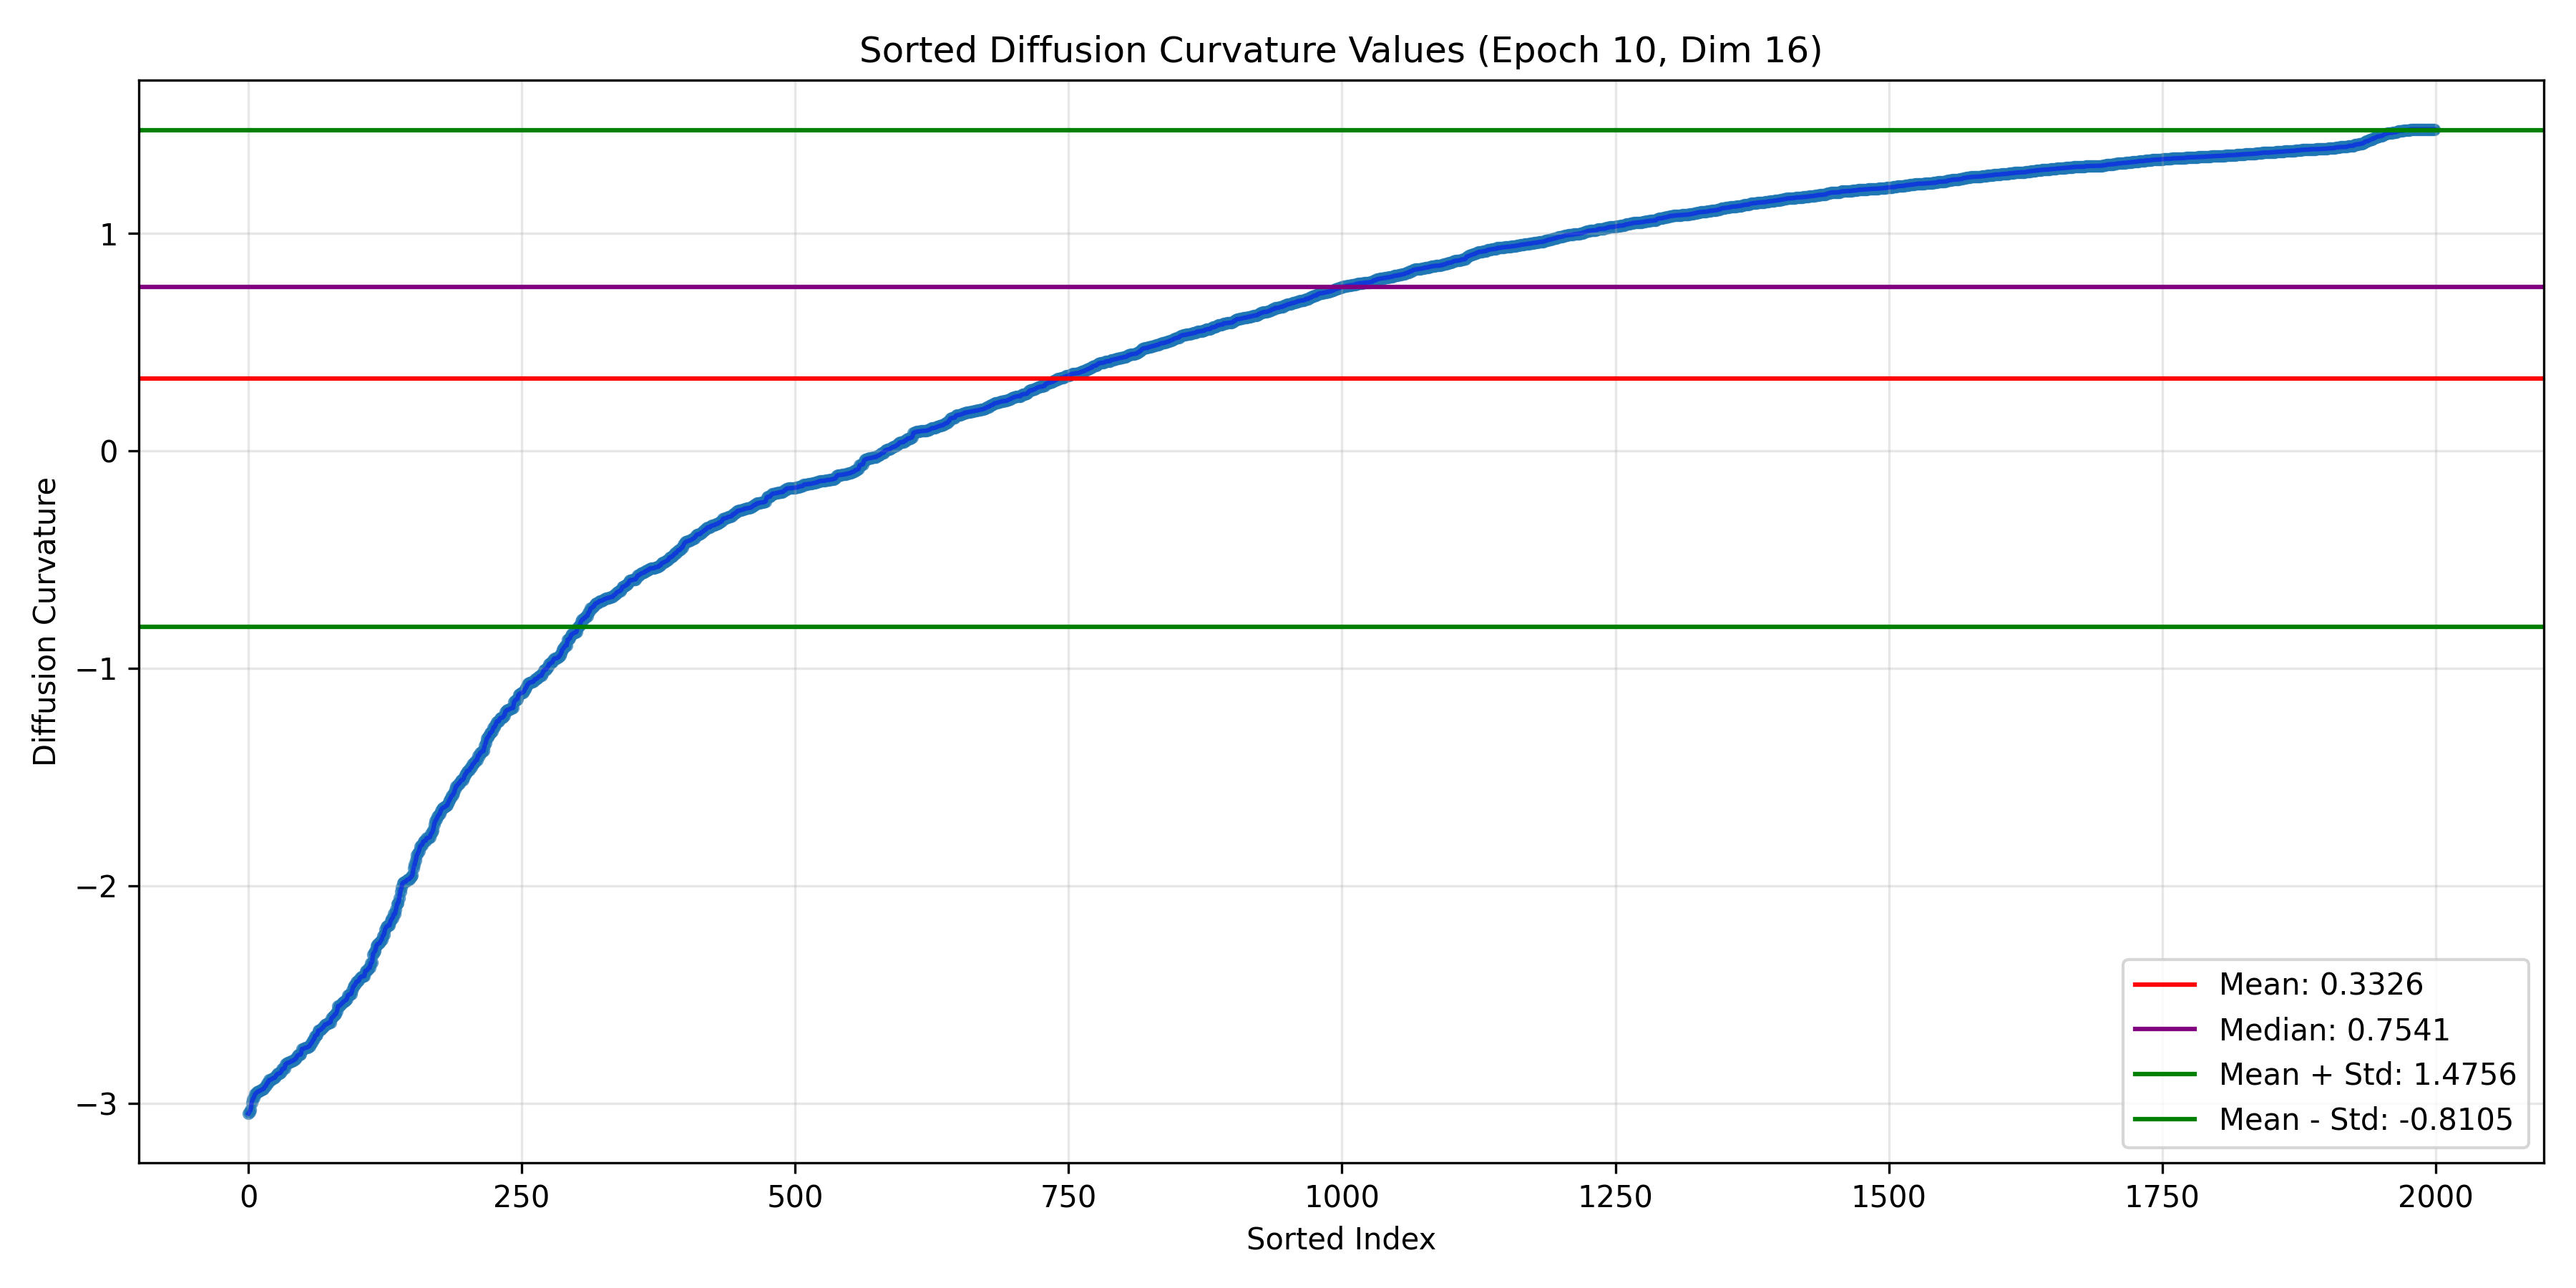 Sorted Diffusion Curvature Values (Epoch 10, Dim 16)
Diffusion Curvature
1
0
−1
−2
−3
Mean: 0.3326
Median: 0.7541
Mean + Std: 1.4756
Mean - Std: -0.8105
0 250 500 750 1000 1250 1500 1750 2000
Sorted Index